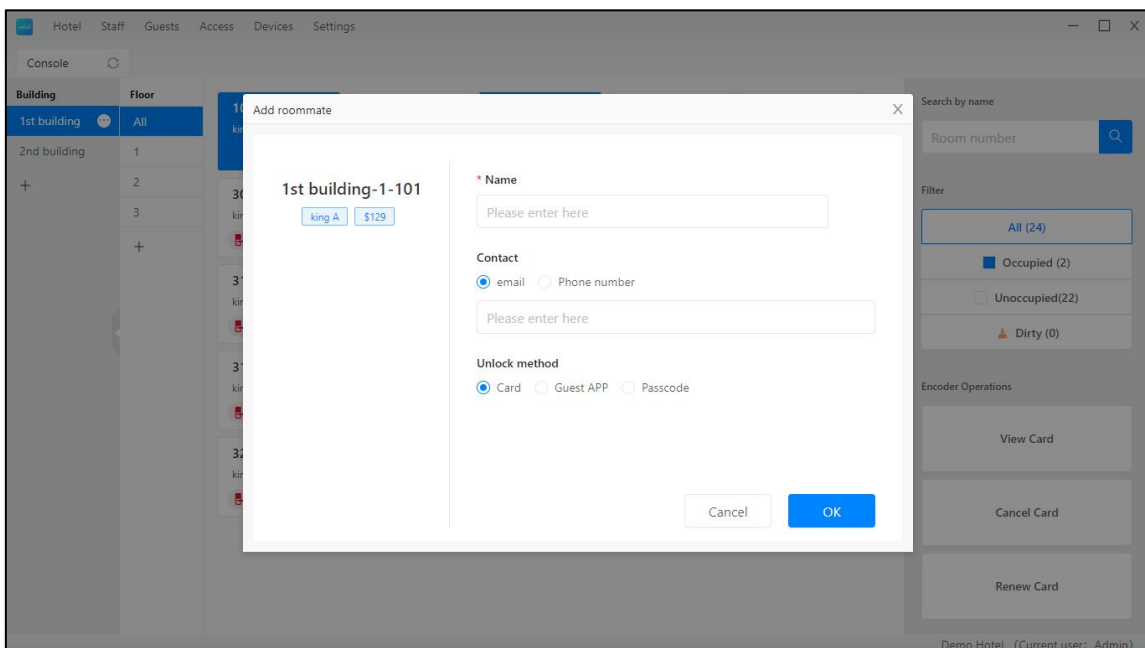 Hotel Staff Guests Access Devices Settings
Console
Building
Floor
1st building
All
2nd building
1
2
3
Add roommate
1st building-1-101
king A $129
* Name
Please enter here
Contact
email Phone number
Please enter here
Unlock method
Card Guest APP Passcode
Cancel OK
Search by name
Room number
Filter
All (24)
Occupied (2)
Unoccupied(22)
Dirty (0)
Encoder Operations
View Card
Cancel Card
Renew Card
Demo Hotel (Current user: Admin)